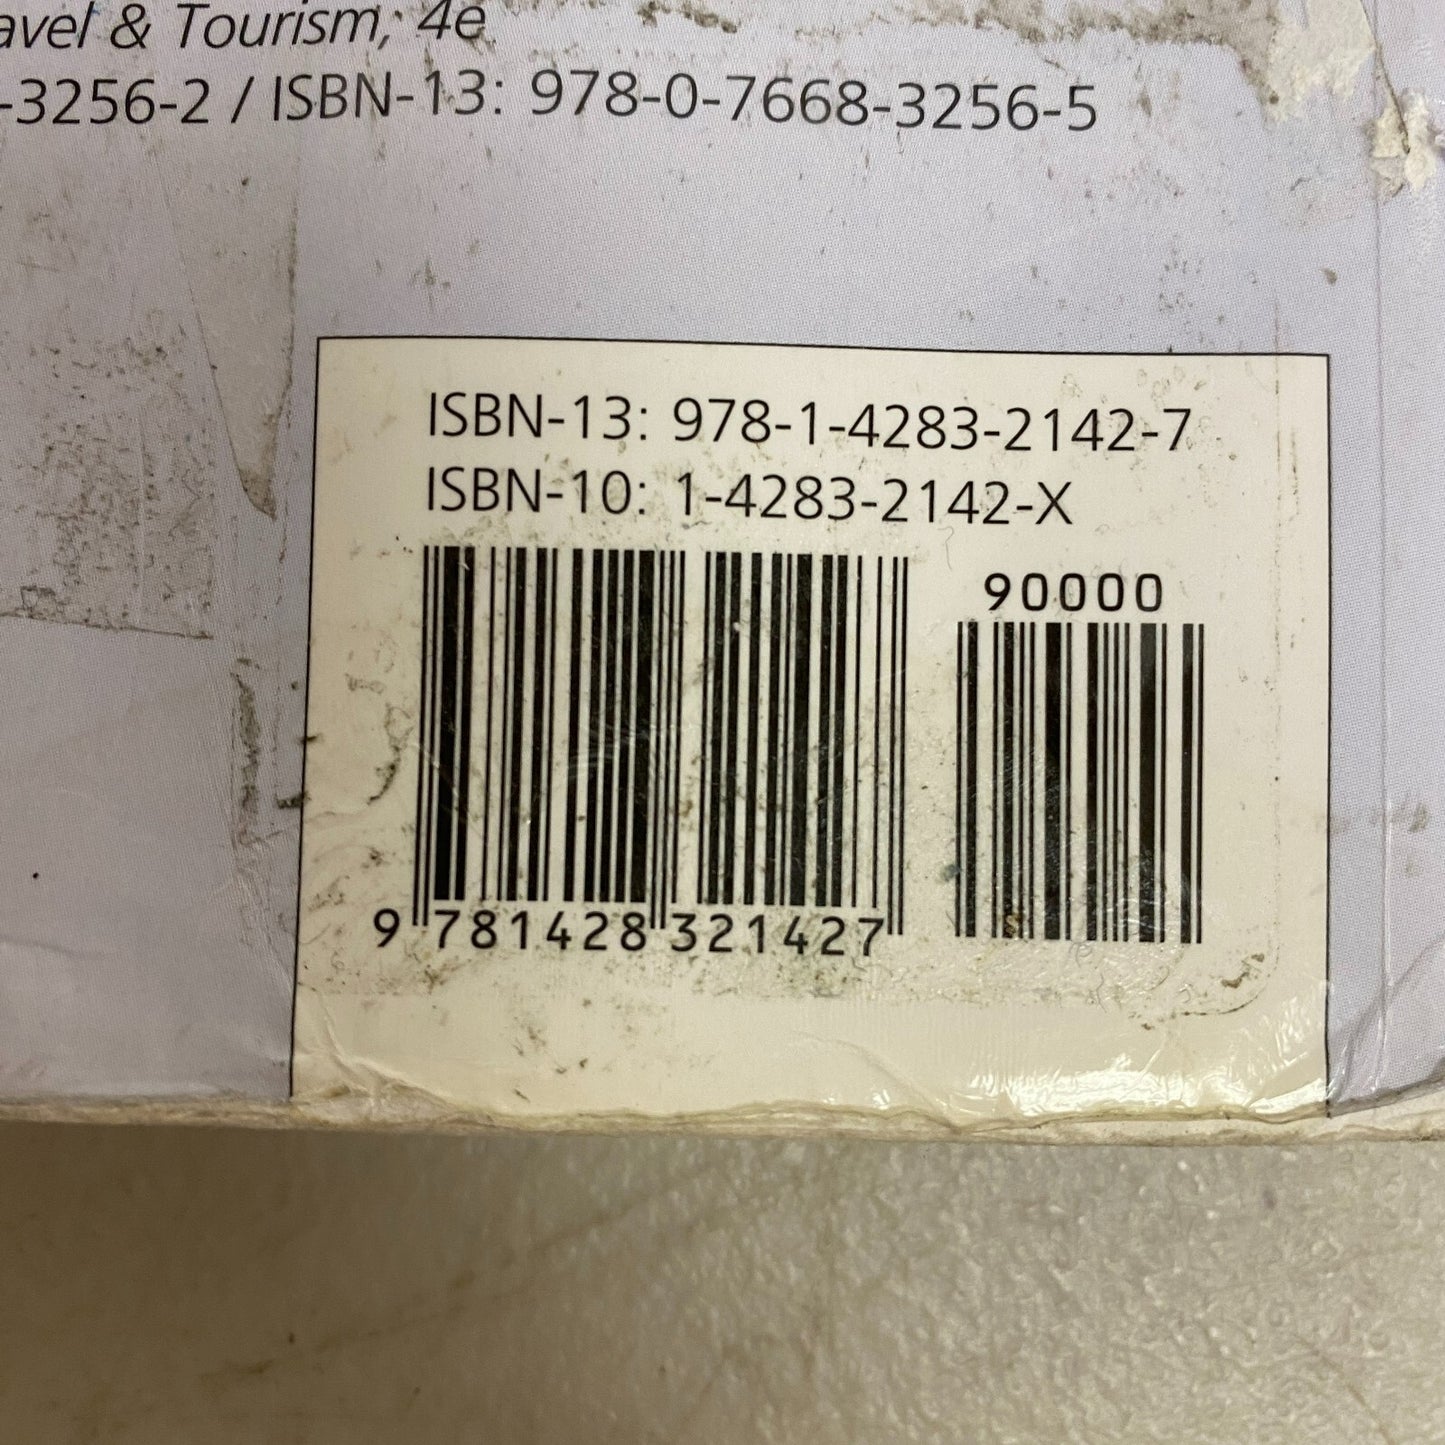 & Tourism, 4e
-3256-2 / ISBN-13: 978-0-7668-3256-5
ISBN-13: 978-1-4283-2142-7
ISBN-10: 1-4283-2142-X
90000
9 781428 321427